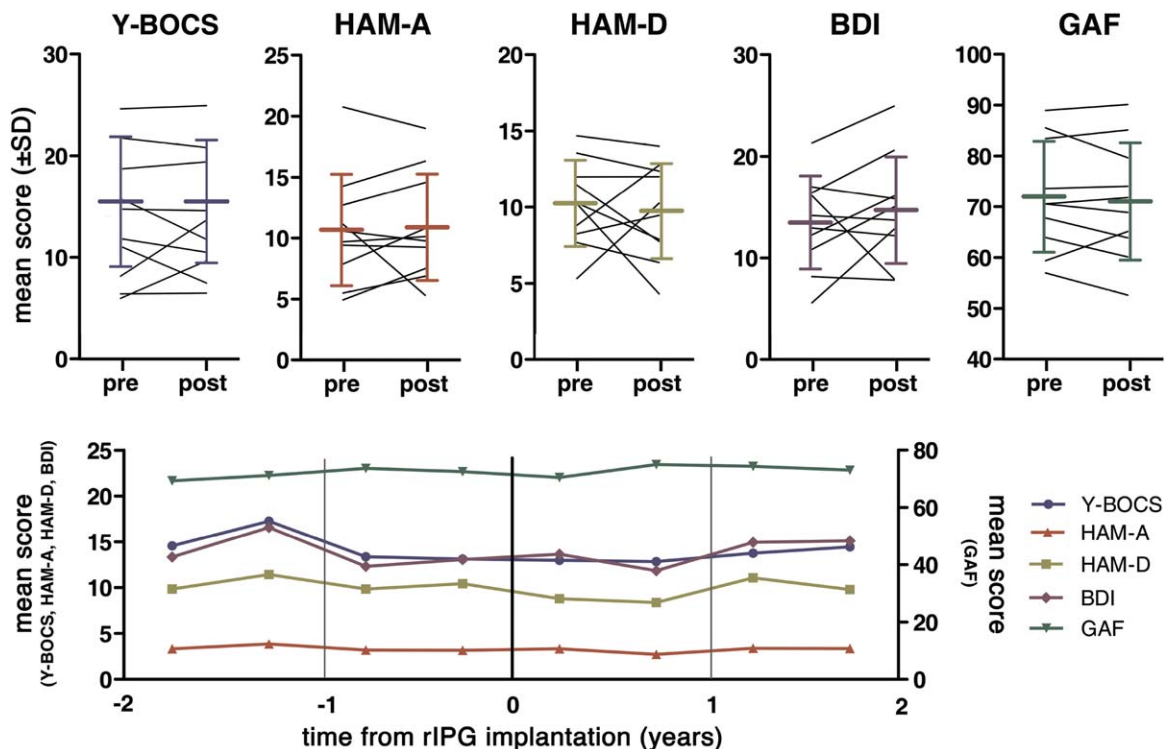 Y-BOCS
HAM-A
HAM-D
BDI
GAF
mean score (±SD)
30
20
10
0
pre post
25
20
15
10
5
0
pre post
20
15
10
5
0
pre post
30
20
10
0
pre post
100
90
80
70
60
50
40
pre post
mean score
(Y-BOCS, HAM-A, HAM-D, BDI)
25
20
15
10
5
0
-2 -1 0 1 2
time from rIPG implantation (years)
80
60
40
20
0
mean score
(GAF)
Y-BOCS
HAM-A
HAM-D
BDI
GAF